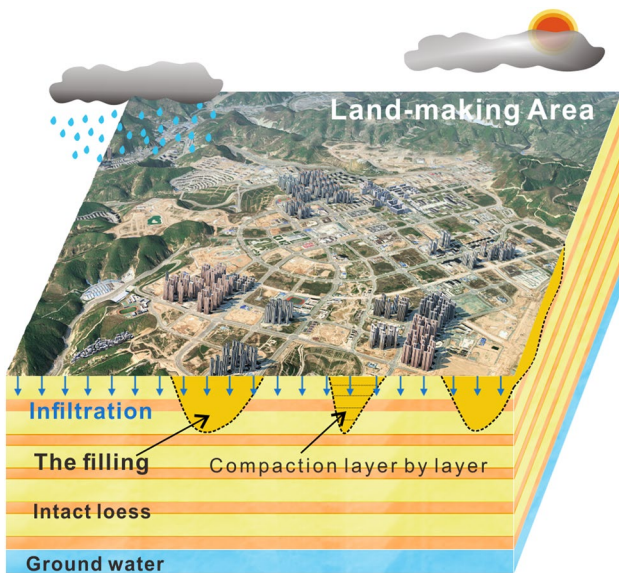 Land-making Area
Infiltration
The filling
Compaction layer by layer
Intact loess
Ground water